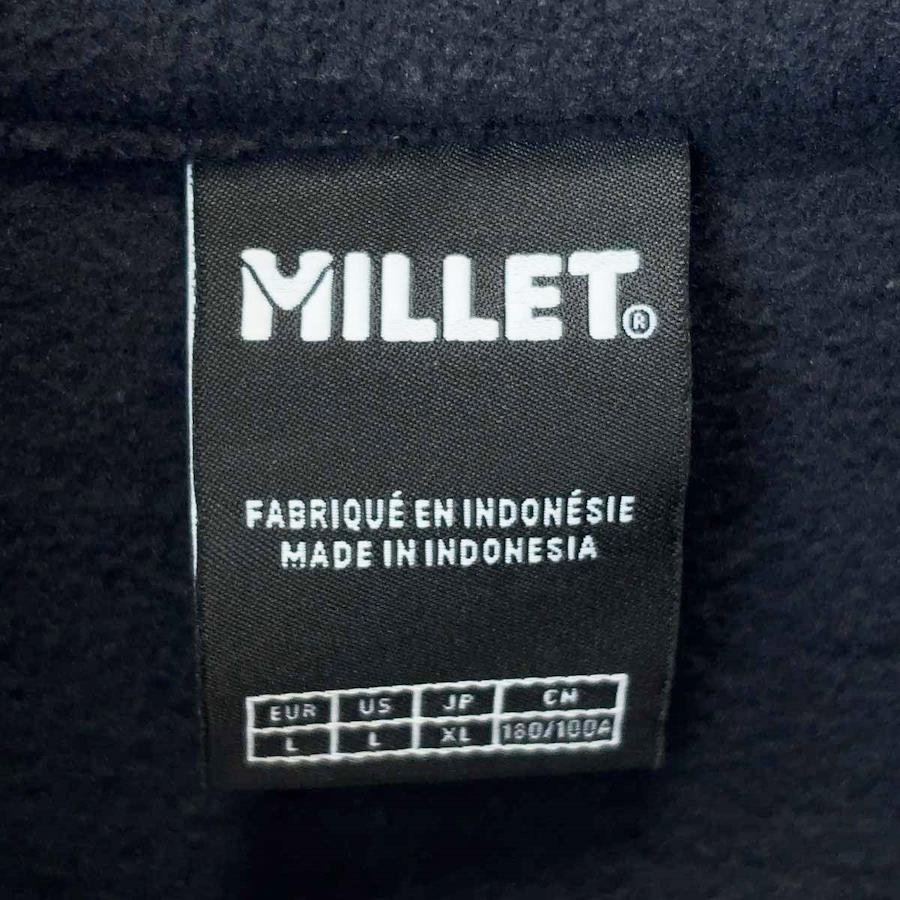 MILLET®
FABRIQUÉ EN INDONÉSIE
MADE IN INDONESIA
EUR US JP CN
L L XL 180/100A